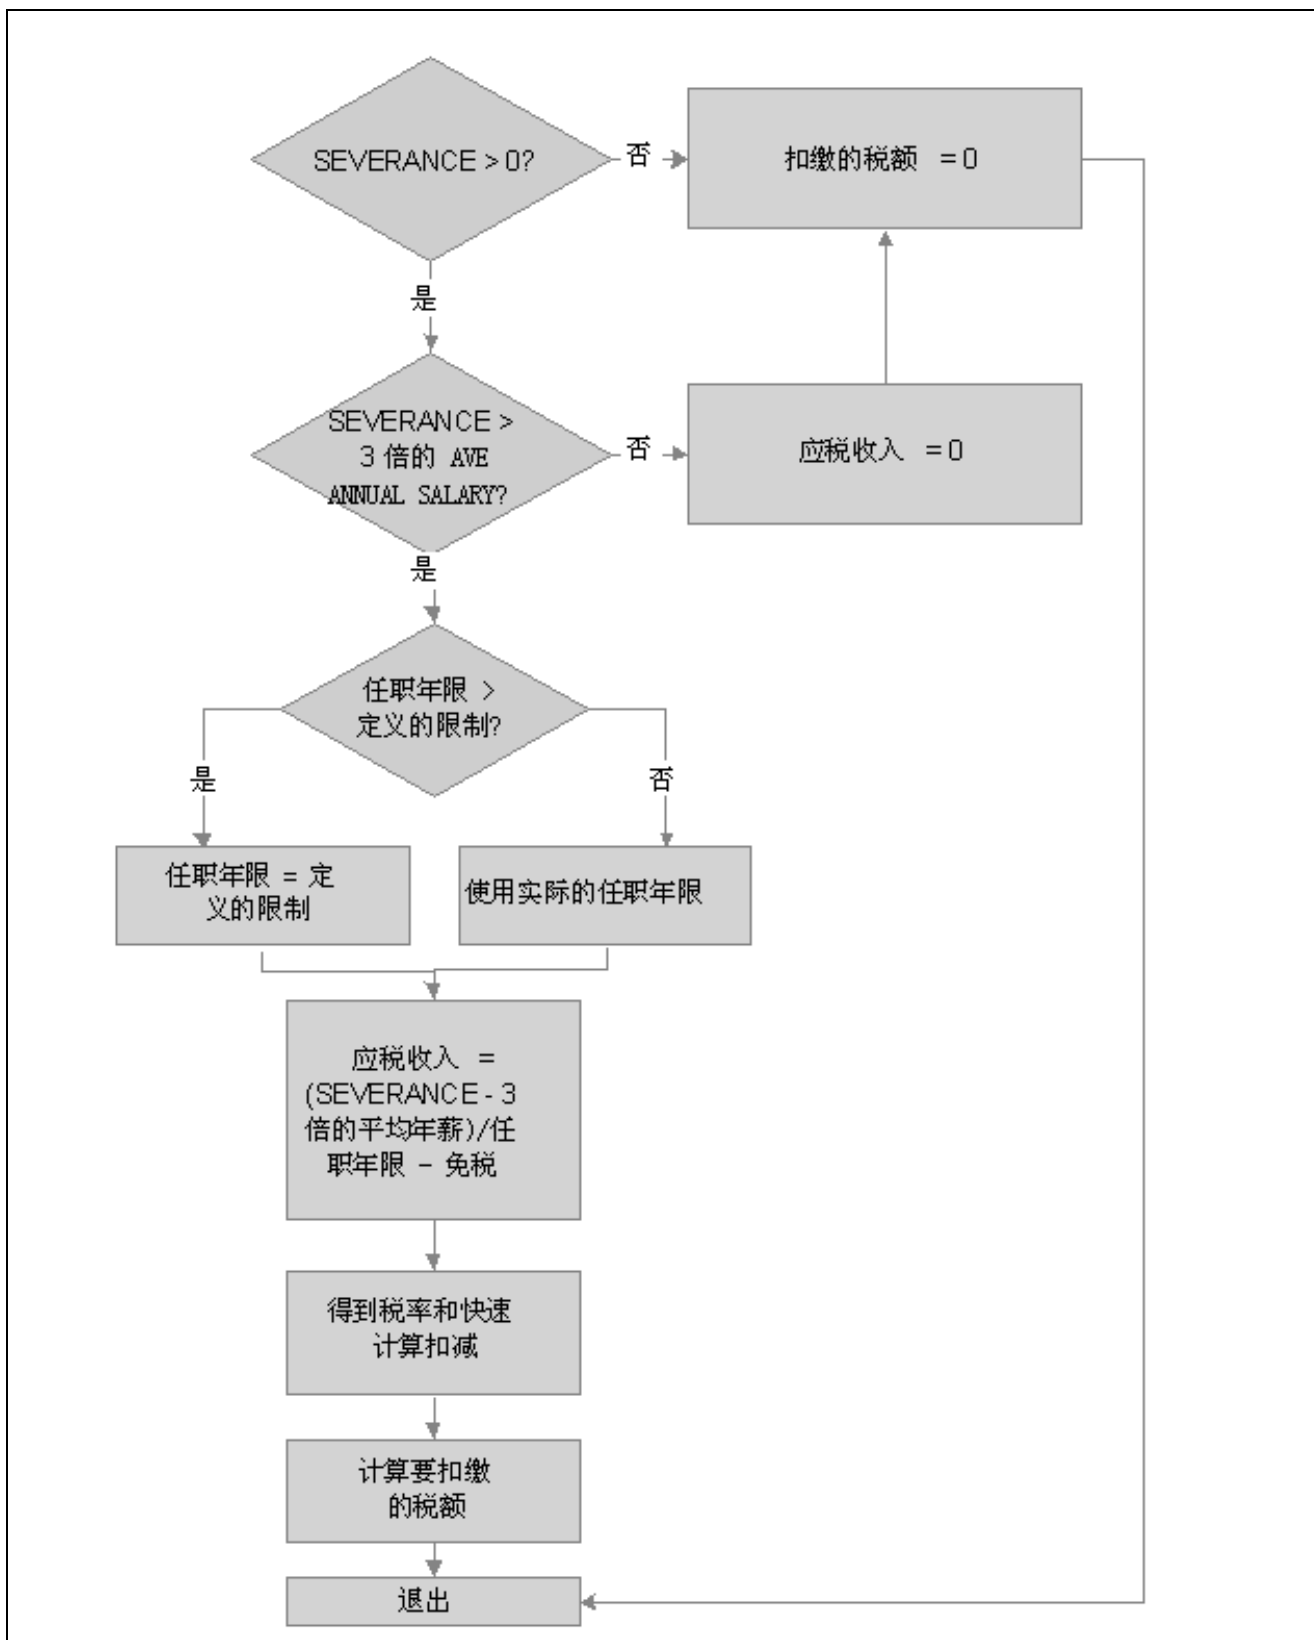 SEVERANCE > 0?
否
扣缴的税额 = 0
是
SEVERANCE >
3 倍的 AVE
ANNUAL SALARY?
否
应税收入 = 0
是
任职年限 >
定义的限制?
是
否
任职年限 = 定
义的限制
使用实际的任职年限
应税收入 =
(SEVERANCE - 3
倍的平均年薪)/任
职年限 - 免税
得到税率和快速
计算扣减
计算要扣缴
的税额
退出